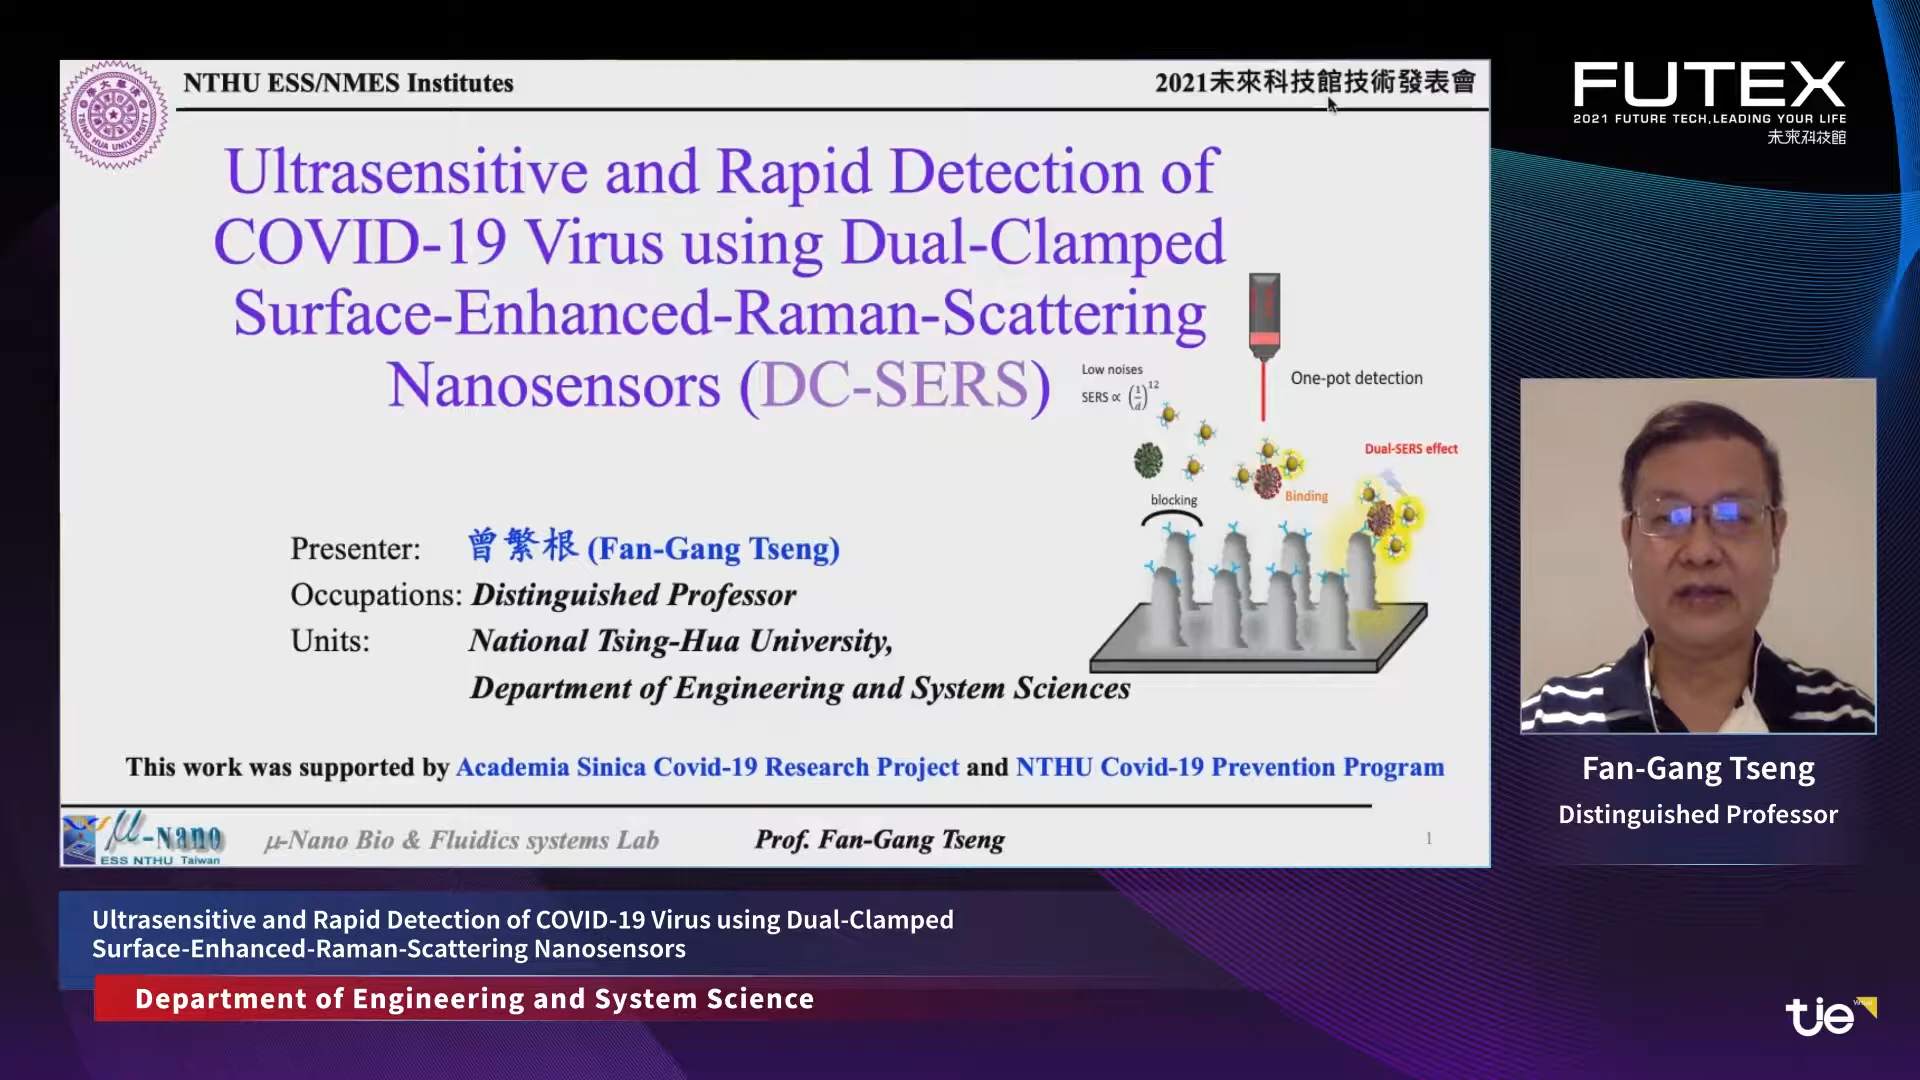 NTHU ESS/NMES Institutes
2021未來科技館技術發表會
Ultrasensitive and Rapid Detection of
COVID-19 Virus using Dual-Clamped
Surface-Enhanced-Raman-Scattering
Nanosensors (DC-SERS)
Low noises
SERS ∝ (1/d)^12
One-pot detection
Dual-SERS effect
Binding
blocking
Presenter: 曾繁根 (Fan-Gang Tseng)
Occupations: Distinguished Professor
Units: National Tsing-Hua University,
Department of Engineering and System Sciences
This work was supported by Academia Sinica Covid-19 Research Project and NTHU Covid-19 Prevention Program
μ-Nano
ESS NTHU Taiwan
μ-Nano Bio & Fluidics systems Lab
Prof. Fan-Gang Tseng
1
FUTEX
2021 FUTURE TECH,LEADING YOUR LIFE
未來科技館
Fan-Gang Tseng
Distinguished Professor
Ultrasensitive and Rapid Detection of COVID-19 Virus using Dual-Clamped
Surface-Enhanced-Raman-Scattering Nanosensors
Department of Engineering and System Science
tie